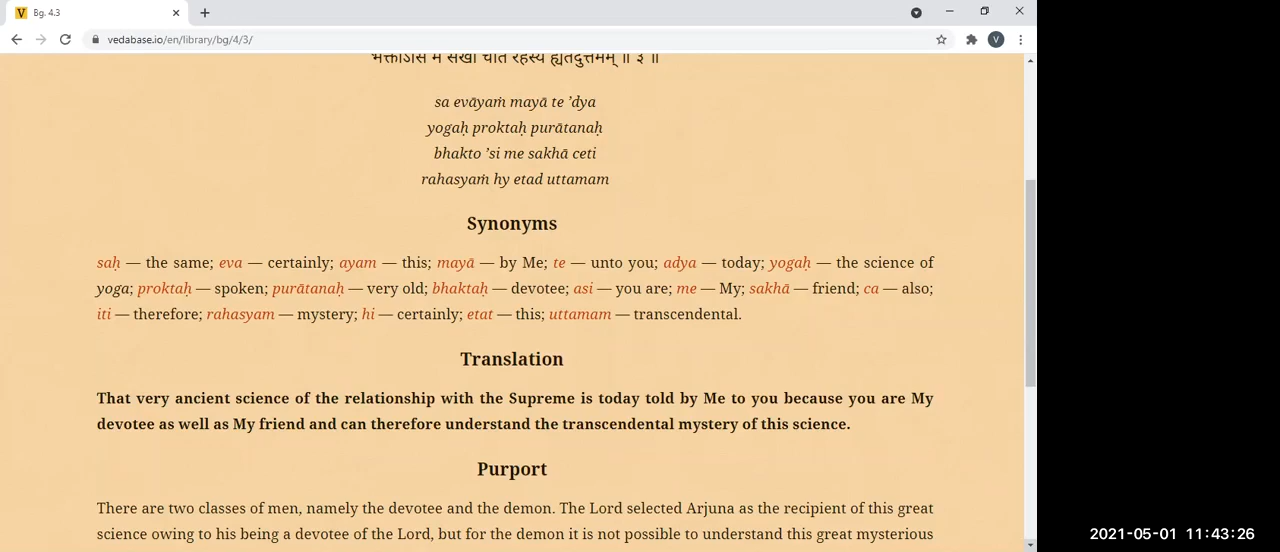 Bg. 4.3
vedabase.io/en/library/bg/4/3/
V
sa evāyaṁ mayā te ’dya
yogaḥ proktaḥ purātanaḥ
bhakto ’si me sakhā ceti
rahasyaṁ hy etad uttamam
Synonyms
saḥ — the same; eva — certainly; ayam — this; mayā — by Me; te — unto you; adya — today; yogaḥ — the science of
yoga; proktaḥ — spoken; purātanaḥ — very old; bhaktaḥ — devotee; asi — you are; me — My; sakhā — friend; ca — also;
iti — therefore; rahasyam — mystery; hi — certainly; etat — this; uttamam — transcendental.
Translation
That very ancient science of the relationship with the Supreme is today told by Me to you because you are My
devotee as well as My friend and can therefore understand the transcendental mystery of this science.
Purport
There are two classes of men, namely the devotee and the demon. The Lord selected Arjuna as the recipient of this great
science owing to his being a devotee of the Lord, but for the demon it is not possible to understand this great mysterious
2021-05-01 11:43:26